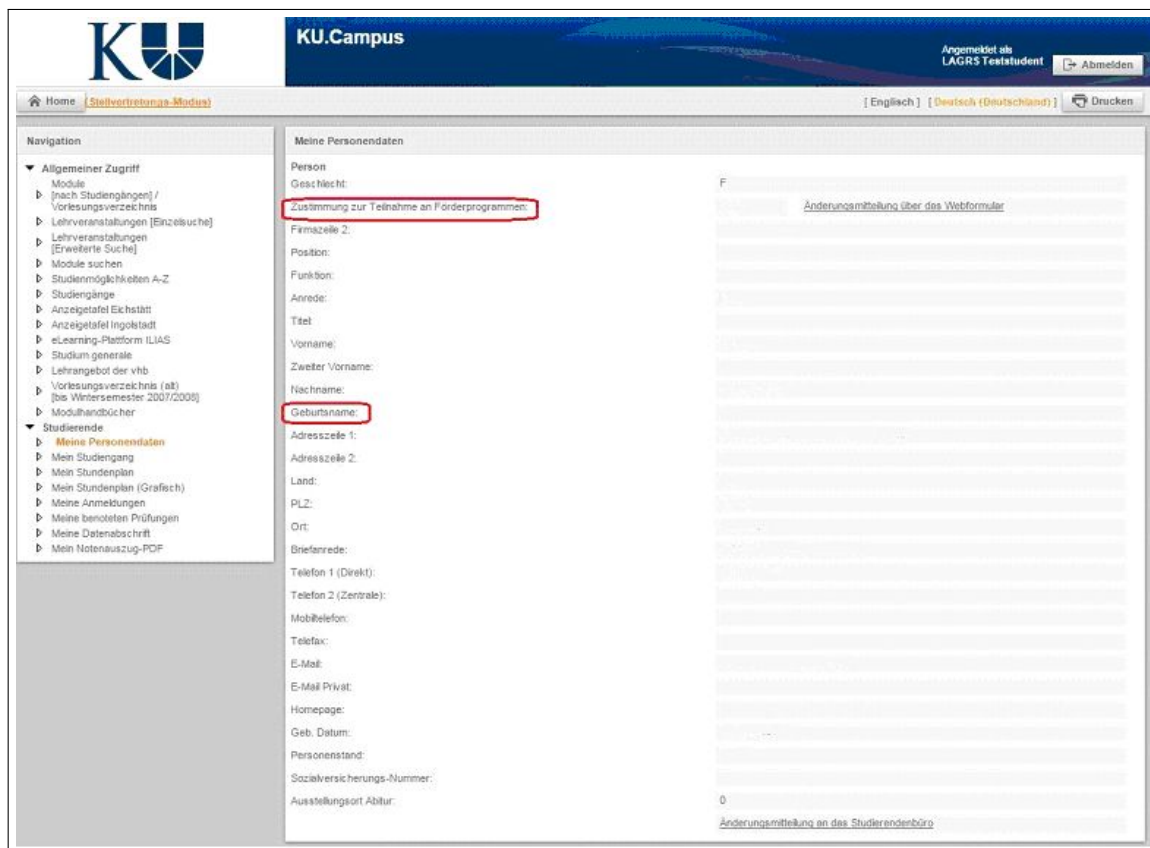 KU
KU.Campus
Angemeldet als
LAGRS Teststudent
Abmelden
Home (Stellvertretungs-Modus)
[ Englisch ] [ Deutsch (Deutschland) ]
Drucken
Navigation
Allgemeiner Zugriff
Module
[nach Studiengängen] /
Vorlesungsverzeichnis
Lehrveranstaltungen [Einzelsuche]
Lehrveranstaltungen
[Erweiterte Suche]
Module suchen
Studienmöglichkeiten A-Z
Studiengänge
Anzeigetafel Eichstätt
Anzeigetafel Ingolstadt
eLearning-Plattform ILIAS
Studium generale
Lehrangebot der vhb
Vorlesungsverzeichnis (alt)
[bis Wintersemester 2007/2008]
Modulhandbücher
Studierende
Meine Personendaten
Mein Studiengang
Mein Stundenplan
Mein Stundenplan (Grafisch)
Meine Anmeldungen
Meine benoteten Prüfungen
Meine Datenabschrift
Mein Notenauszug-PDF
Meine Personendaten
Person
Geschlecht: F
Zustimmung zur Teilnahme an Förderprogrammen: Änderungsmitteilung über das Webformular
Firmazeile 2:
Position:
Funktion:
Anrede:
Titel:
Vorname:
Zweiter Vorname:
Nachname:
Geburtsname:
Adresszeile 1:
Adresszeile 2:
Land:
PLZ:
Ort:
Briefanrede:
Telefon 1 (Direkt):
Telefon 2 (Zentrale):
Mobiltelefon:
Telefax:
E-Mail:
E-Mail Privat:
Homepage:
Geb. Datum:
Personenstand:
Sozialversicherungs-Nummer:
Ausstellungsort Abitur: 0
Änderungsmitteilung an das Studierendenbüro